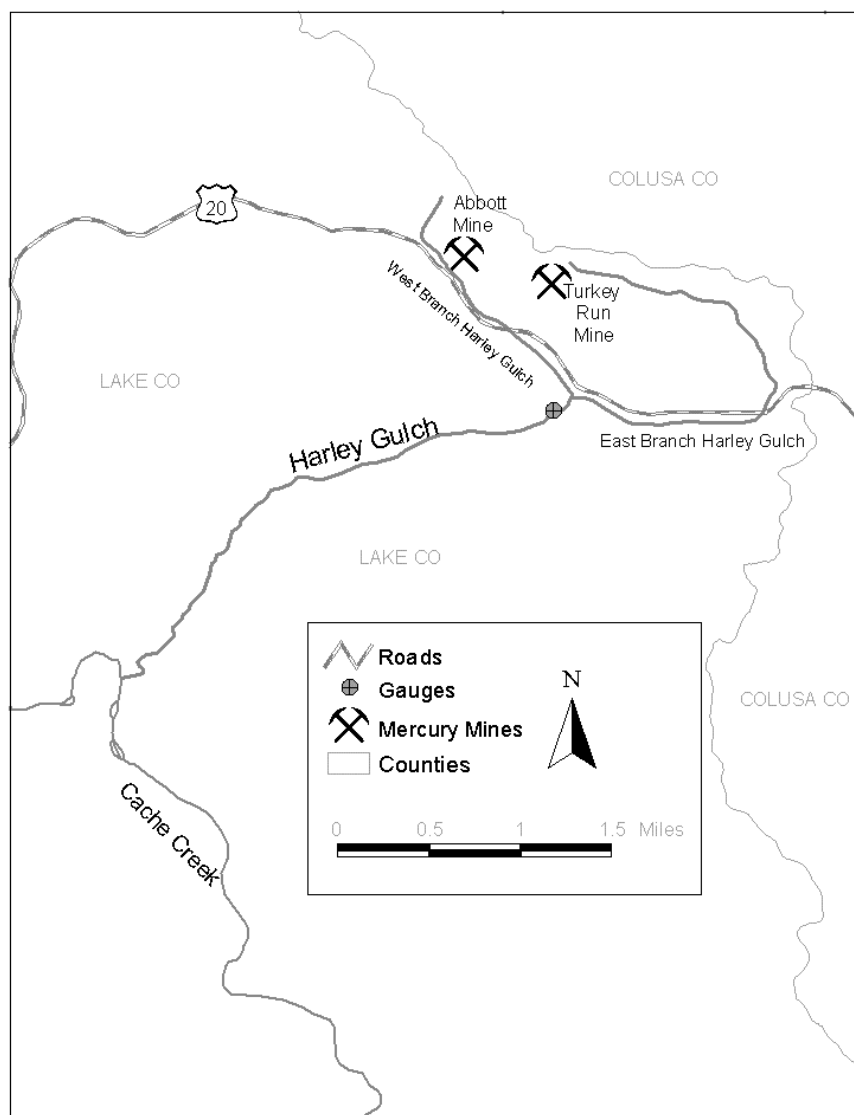 COLUSA CO
20
Abbott
Mine
West Branch Harley Gulch
Turkey
Run
Mine
LAKE CO
Harley Gulch
East Branch Harley Gulch
LAKE CO
Roads
Gauges
Mercury Mines
Counties
N
0 0.5 1 1.5 Miles
COLUSA CO
Cache Creek